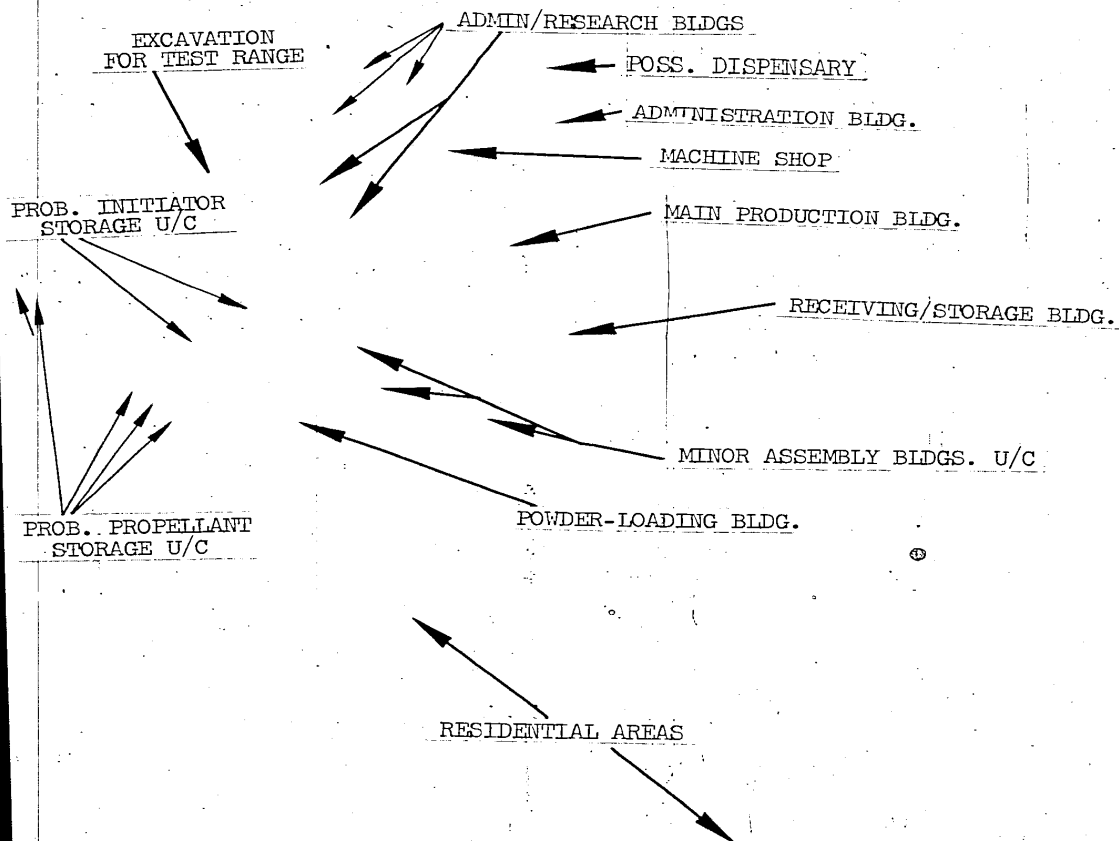 ADMIN/RESEARCH BLDGS
EXCAVATION
FOR TEST RANGE
POSS. DISPENSARY
ADMINISTRATION BLDG.
MACHINE SHOP
PROB. INITIATOR
STORAGE U/C
MAIN PRODUCTION BLDG.
RECEIVING/STORAGE BLDG.
MINOR ASSEMBLY BLDGS. U/C
POWDER-LOADING BLDG.
PROB. PROPELLANT
STORAGE U/C
RESIDENTIAL AREAS